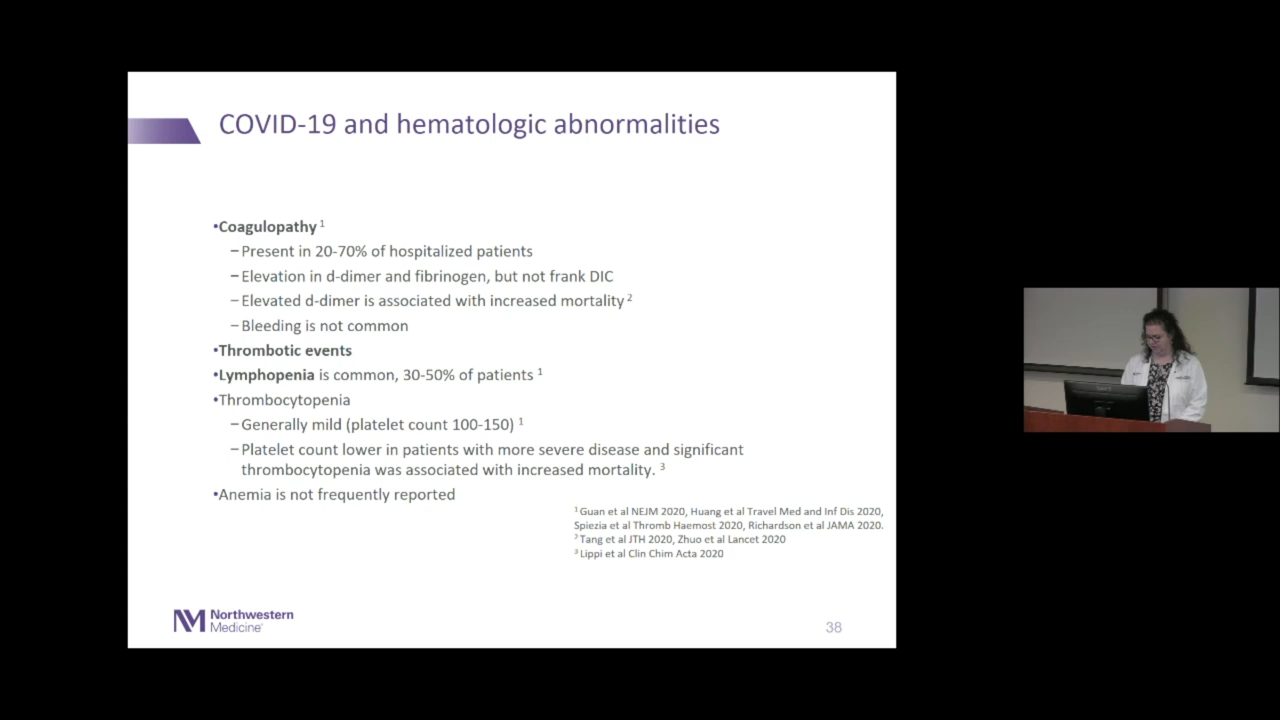 COVID-19 and hematologic abnormalities
•Coagulopathy 1
–Present in 20-70% of hospitalized patients
–Elevation in d-dimer and fibrinogen, but not frank DIC
–Elevated d-dimer is associated with increased mortality 2
–Bleeding is not common
•Thrombotic events
•Lymphopenia is common, 30-50% of patients 1
•Thrombocytopenia
–Generally mild (platelet count 100-150) 1
–Platelet count lower in patients with more severe disease and significant
thrombocytopenia was associated with increased mortality. 3
•Anemia is not frequently reported
1 Guan et al NEJM 2020, Huang et al Travel Med and Inf Dis 2020,
Spiezia et al Thromb Haemost 2020, Richardson et al JAMA 2020.
2 Tang et al JTH 2020, Zhuo et al Lancet 2020
3 Lippi et al Clin Chim Acta 2020
NM Northwestern
Medicine
38